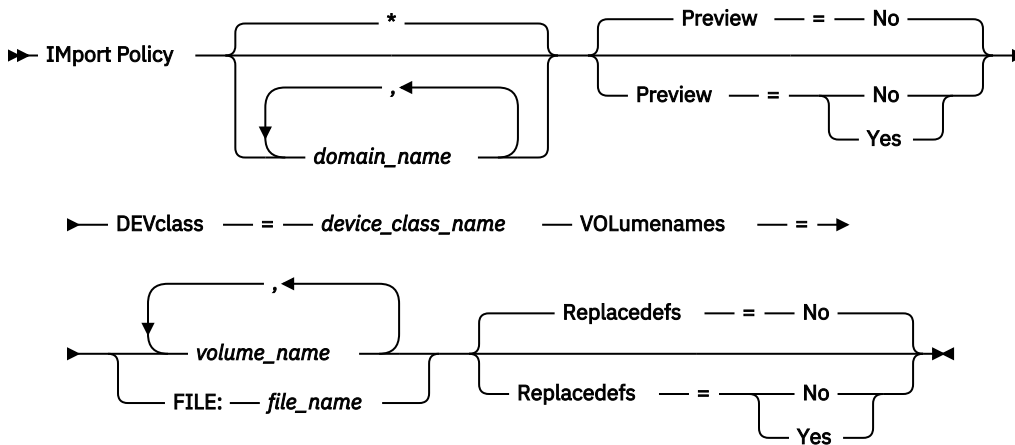 *
Preview = No
IMport Policy
,
domain_name
Preview = No
Yes
DEVclass = device_class_name VOLumenames =
,
volume_name
FILE: file_name
Replacedefs = No
Replacedefs = No
Yes